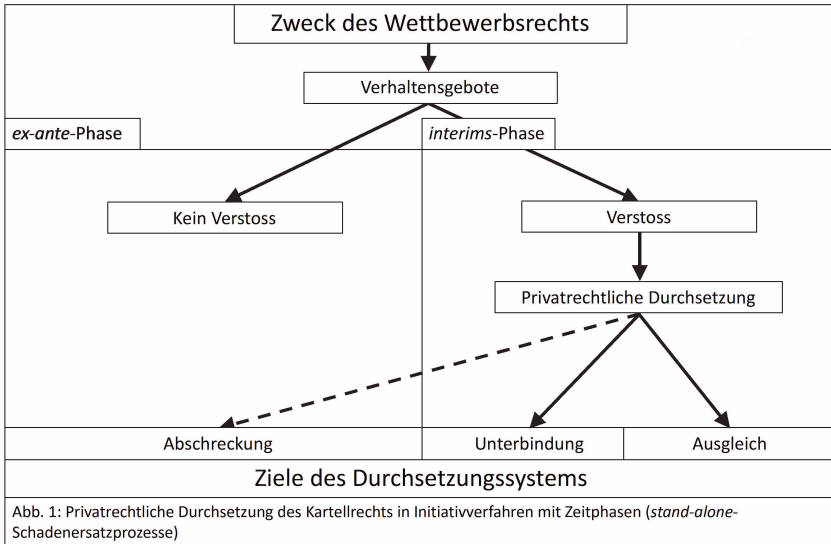 Zweck des Wettbewerbsrechts
Verhaltensgebote
ex-ante-Phase
interims-Phase
Kein Verstoss
Verstoss
Privatrechtliche Durchsetzung
Abschreckung
Unterbindung
Ausgleich
Ziele des Durchsetzungssystems
Abb. 1: Privatrechtliche Durchsetzung des Kartellrechts in Initiativverfahren mit Zeitphasen (stand-alone-
Schadenersatzprozesse)